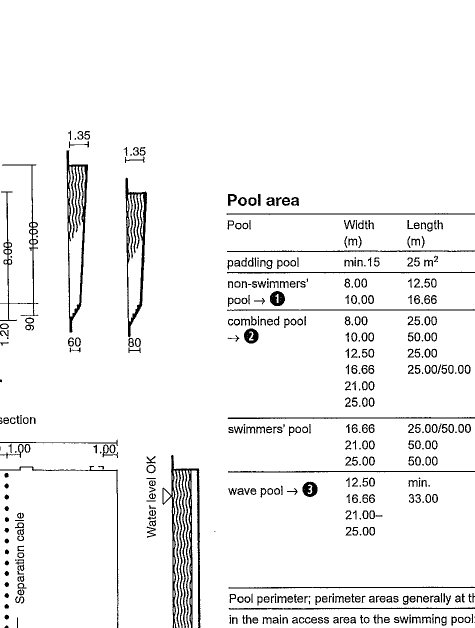 1.35
1.35
8.00
10.00
1.20
90
60
80
section
1.00
1.00
Separation cable
Water level OK
Pool area
Pool Width Length
(m) (m)
paddling pool min.15 25 m²
non-swimmers' 8.00 12.50
pool → 1 10.00 16.66
combined pool 8.00 25.00
→ 2 10.00 50.00
12.50 25.00
16.66 25.00/50.00
21.00
25.00
swimmers' pool 16.66 25.00/50.00
21.00 50.00
25.00 50.00
12.50 min.
wave pool → 3 16.66 33.00
21.00–
25.00
Pool perimeter; perimeter areas generally at th
in the main access area to the swimming pool: